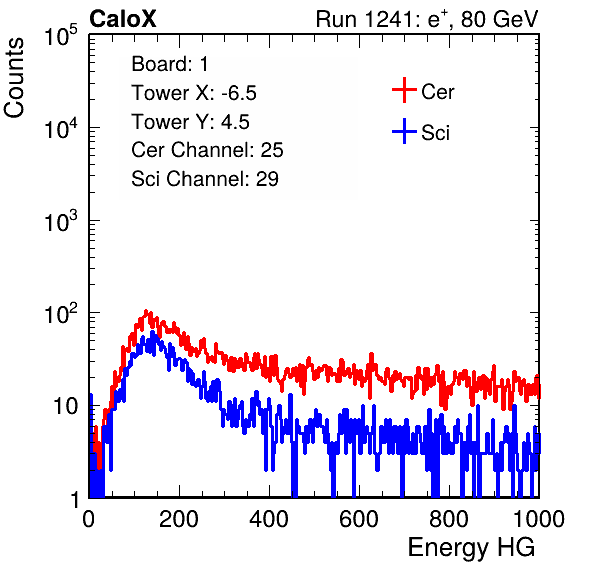 CaloX Run 1241: e⁺, 80 GeV
Counts
10⁵
10⁴
10³
10²
10
1
Board: 1
Tower X: -6.5
Tower Y: 4.5
Cer Channel: 25
Sci Channel: 29
Cer
Sci
0 200 400 600 800 1000
Energy HG